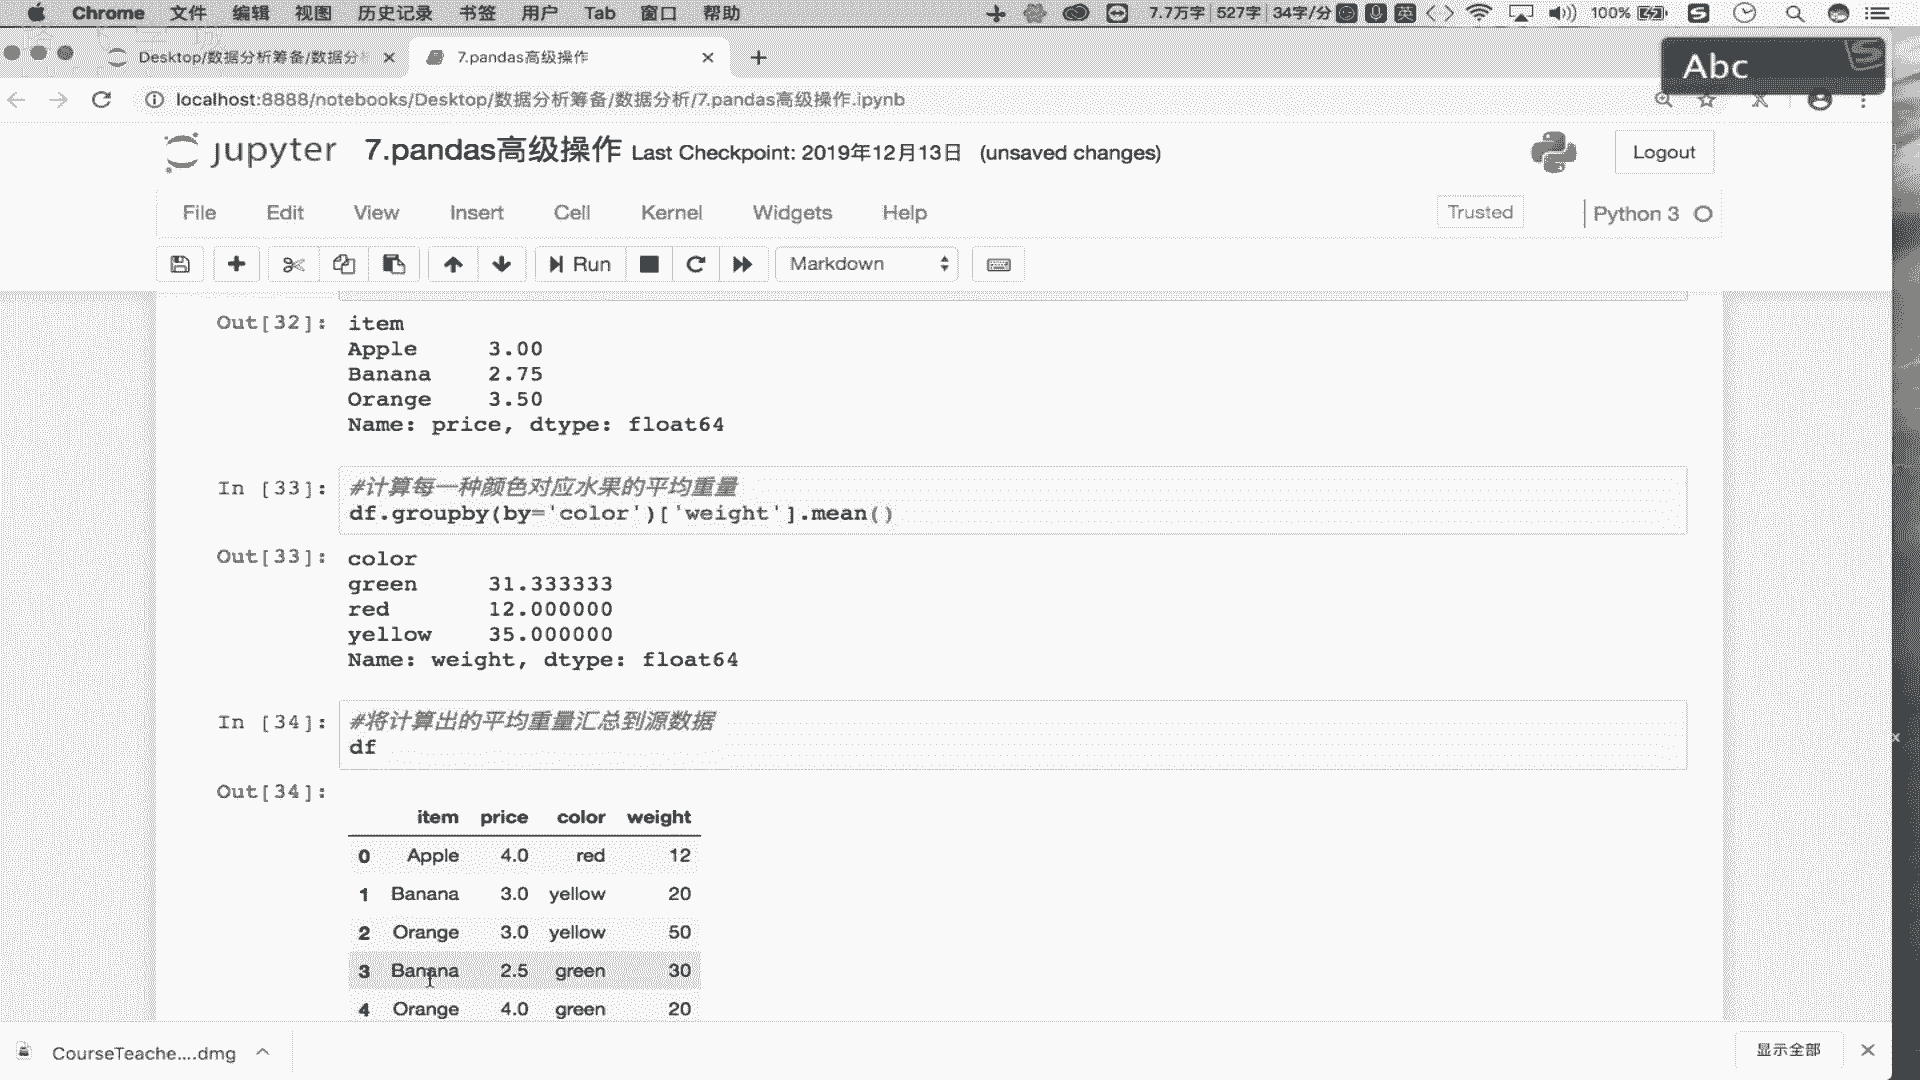 Chrome 文件 编辑 视图 历史记录 书签 用户 Tab 窗口 帮助 7.7万字 527字 34字/分 英 100%
Desktop/数据分析筹备/数据分 7.pandas高级操作
Abc
localhost:8888/notebooks/Desktop/数据分析筹备/数据分析/7.pandas高级操作.ipynb
jupyter 7.pandas高级操作 Last Checkpoint: 2019年12月13日 (unsaved changes) Logout
File Edit View Insert Cell Kernel Widgets Help Trusted Python 3
Run Markdown
Out[32]: item
Apple 3.00
Banana 2.75
Orange 3.50
Name: price, dtype: float64
In [33]: #计算每一种颜色对应水果的平均重量
df.groupby(by='color')['weight'].mean()
Out[33]: color
green 31.333333
red 12.000000
yellow 35.000000
Name: weight, dtype: float64
In [34]: #将计算出的平均重量汇总到源数据
df
Out[34]:
item price color weight
0 Apple 4.0 red 12
1 Banana 3.0 yellow 20
2 Orange 3.0 yellow 50
3 Banana 2.5 green 30
4 Orange 4.0 green 20
CourseTeache....dmg 显示全部